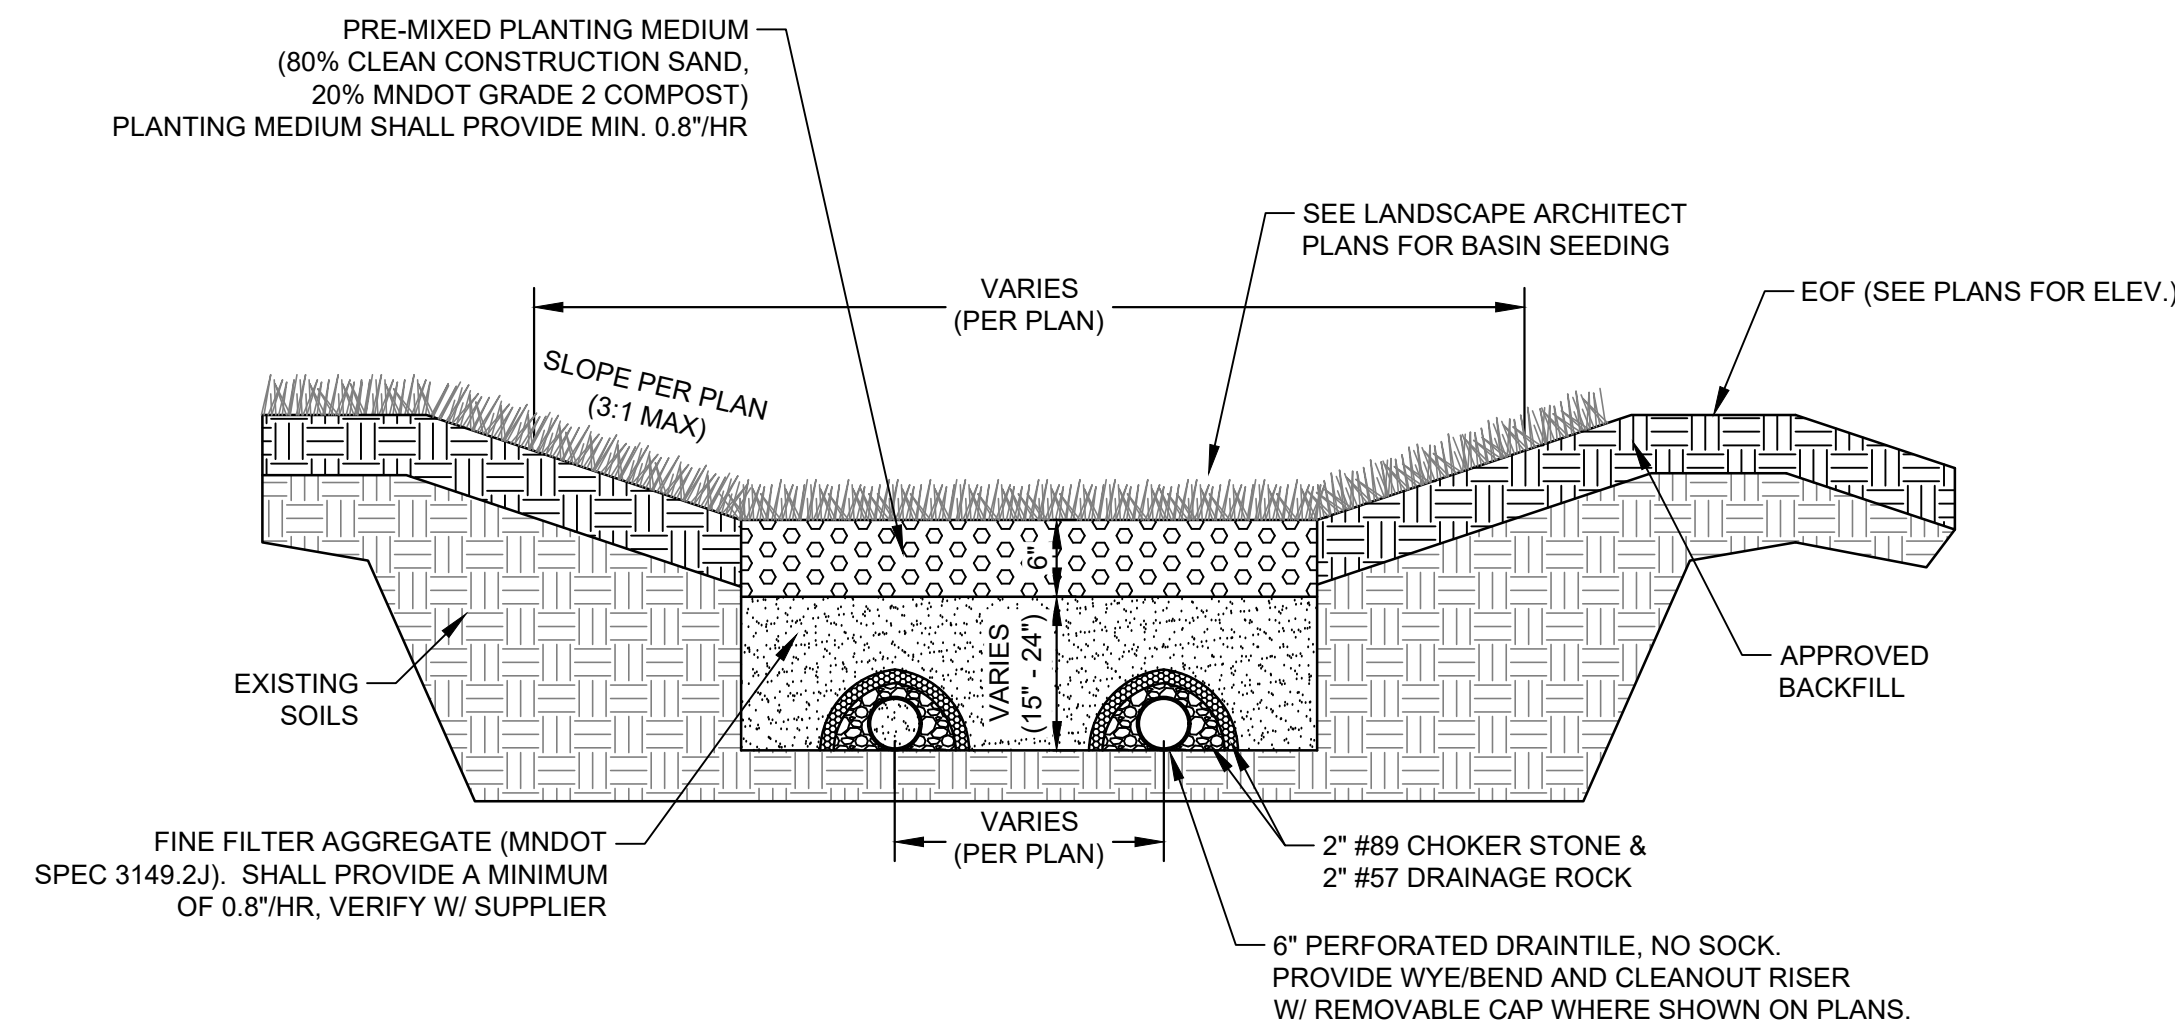 PRE-MIXED PLANTING MEDIUM
(80% CLEAN CONSTRUCTION SAND,
20% MNDOT GRADE 2 COMPOST)
PLANTING MEDIUM SHALL PROVIDE MIN. 0.8"/HR
SEE LANDSCAPE ARCHITECT
PLANS FOR BASIN SEEDING
VARIES
(PER PLAN)
EOF (SEE PLANS FOR ELEV.)
SLOPE PER PLAN
(3:1 MAX)
6"
VARIES
(15" - 24")
EXISTING
SOILS
APPROVED
BACKFILL
FINE FILTER AGGREGATE (MNDOT
SPEC 3149.2J). SHALL PROVIDE A MINIMUM
OF 0.8"/HR, VERIFY W/ SUPPLIER
VARIES
(PER PLAN)
2" #89 CHOKER STONE &
2" #57 DRAINAGE ROCK
6" PERFORATED DRAINTILE, NO SOCK.
PROVIDE WYE/BEND AND CLEANOUT RISER
W/ REMOVABLE CAP WHERE SHOWN ON PLANS.